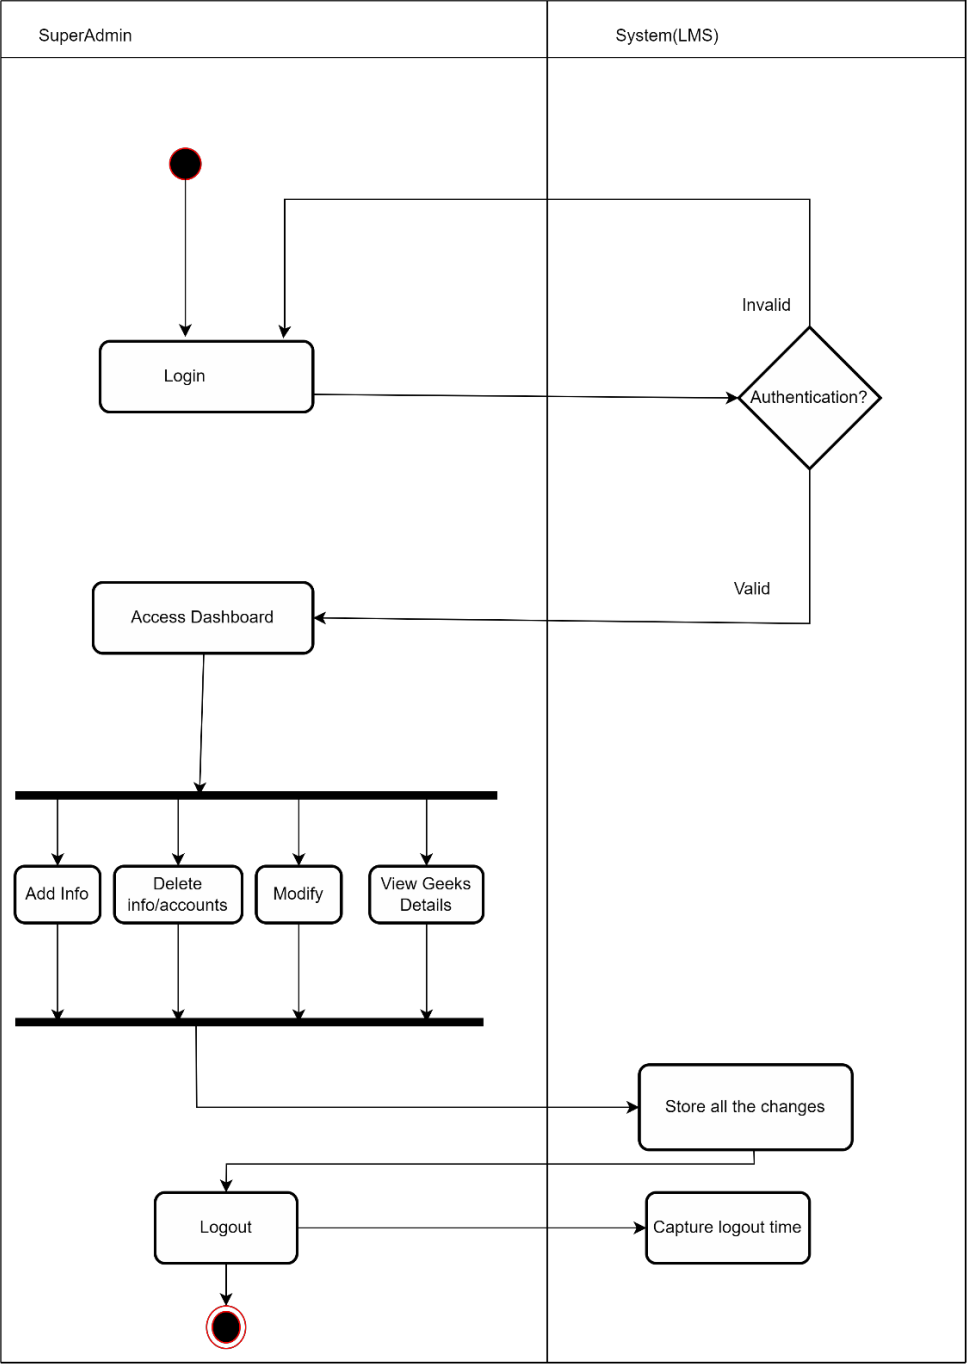 SuperAdmin
System(LMS)
Invalid
Login
Authentication?
Valid
Access Dashboard
Add Info
Delete
info/accounts
Modify
View Geeks
Details
Store all the changes
Logout
Capture logout time